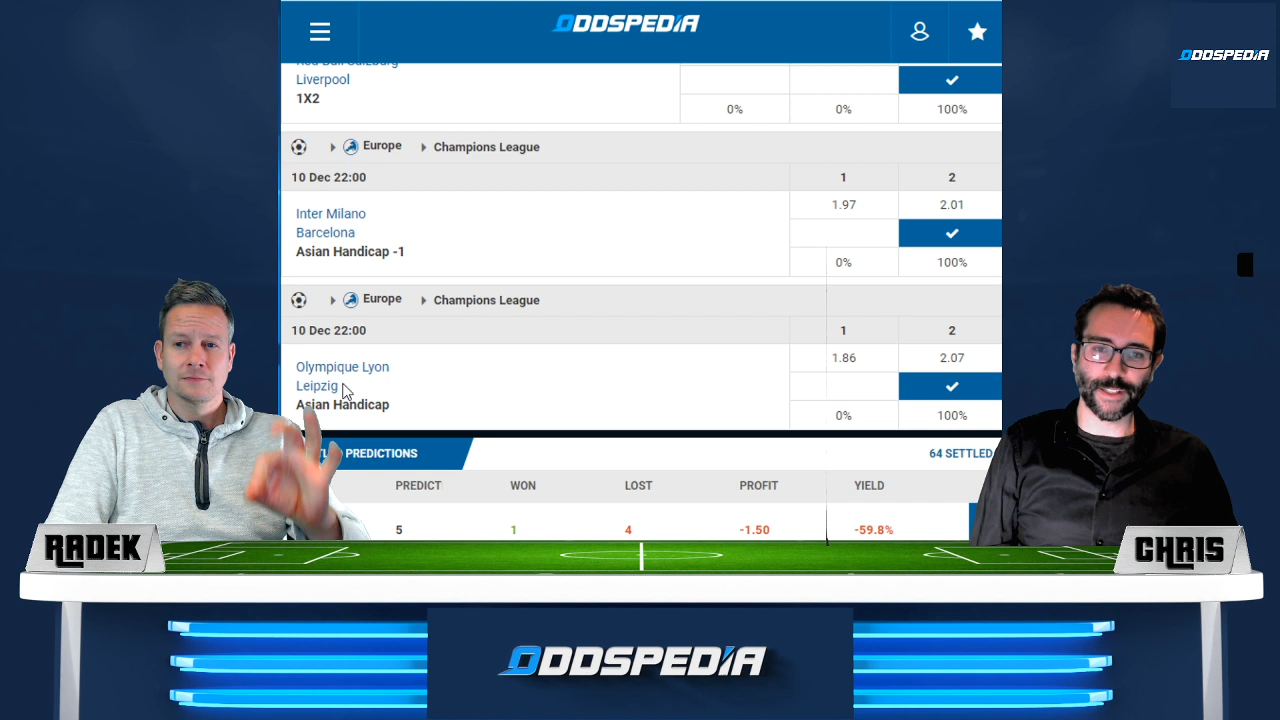 ODDSPEDIA
ODDSPEDIA
Red Bull Salzburg
Liverpool
1X2
0% 0% 100%
Europe Champions League
10 Dec 22:00 1 2
1.97 2.01
Inter Milano
Barcelona
Asian Handicap -1
0% 100%
Europe Champions League
10 Dec 22:00 1 2
1.86 2.07
Olympique Lyon
Leipzig
Asian Handicap
0% 100%
PREDICTIONS 64 SETTLED
PREDICT WON LOST PROFIT YIELD
5 1 4 -1.50 -59.8%
RADEK
CHRIS
ODDSPEDIA